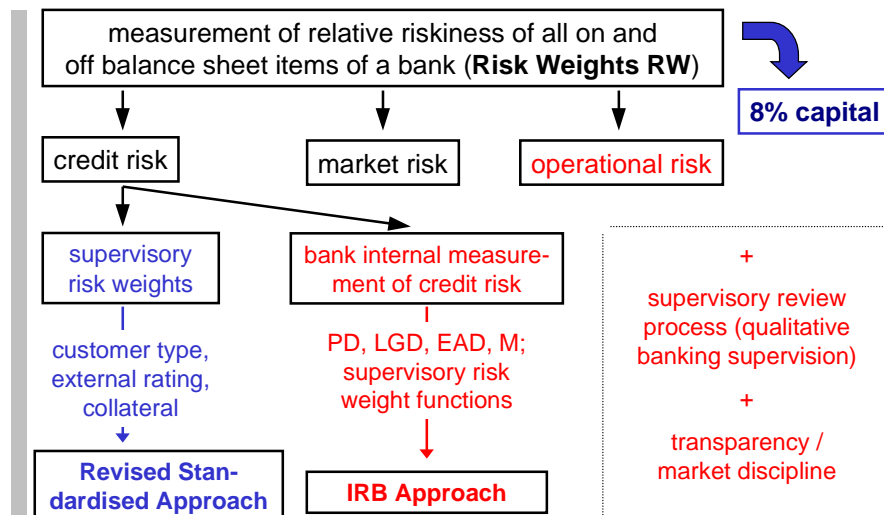 measurement of relative riskiness of all on and
off balance sheet items of a bank (Risk Weights RW)
8% capital
credit risk
market risk
operational risk
supervisory
risk weights
bank internal measure-
ment of credit risk
+
supervisory review
process (qualitative
banking supervision)
+
transparency /
market discipline
customer type,
external rating,
collateral
PD, LGD, EAD, M;
supervisory risk
weight functions
Revised Stan-
dardised Approach
IRB Approach